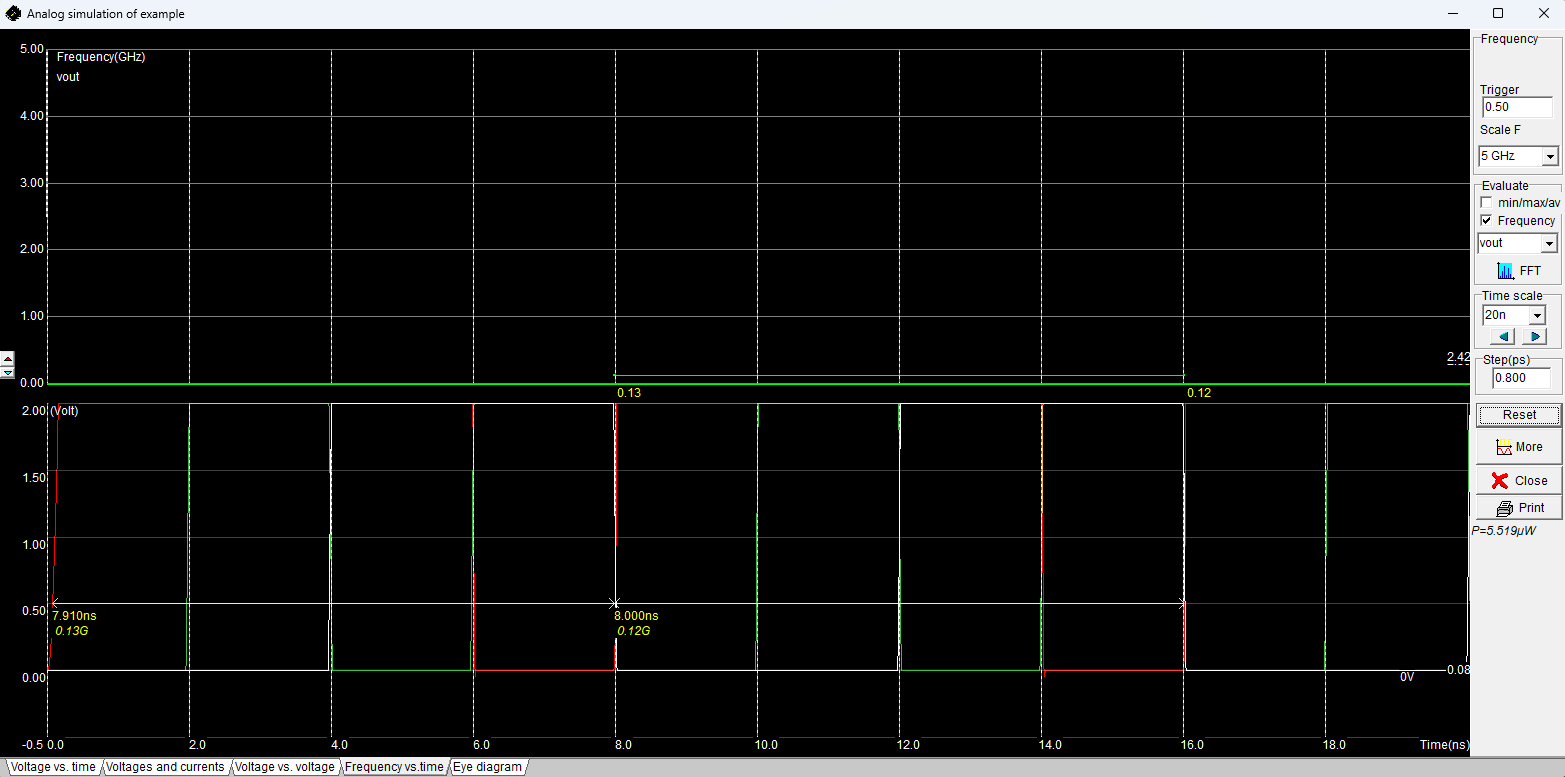 Analog simulation of example
5.00
Frequency(GHz)
vout
4.00
3.00
2.00
1.00
0.00
2.42
0.13
0.12
2.00 (Volt)
1.50
1.00
0.50
7.910ns
0.13G
8.000ns
0.12G
0.00
-0.08
0V
-0.5 0.0 2.0 4.0 6.0 8.0 10.0 12.0 14.0 16.0 18.0 Time(ns)
Voltage vs. time
Voltages and currents
Voltage vs. voltage
Frequency vs.time
Eye diagram
Frequency
Trigger
0.50
Scale F
5 GHz
Evaluate
min/max/av
Frequency
vout
FFT
Time scale
20n
Step(ps)
0.800
Reset
More
Close
Print
P=5.519µW